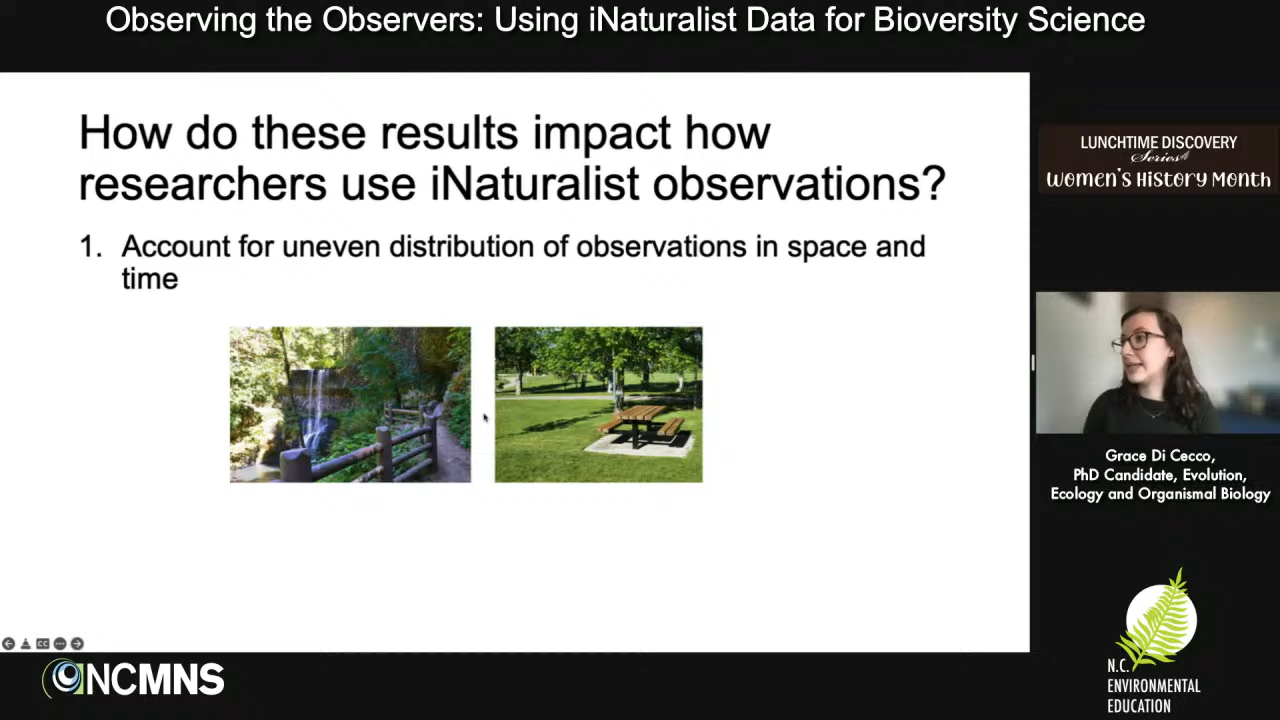 Observing the Observers: Using iNaturalist Data for Bioversity Science
How do these results impact how
researchers use iNaturalist observations?
1. Account for uneven distribution of observations in space and
time
LUNCHTIME DISCOVERY
Series
WOMEN'S HISTORY MONTH
Grace Di Cecco,
PhD Candidate, Evolution,
Ecology and Organismal Biology
CC
NCMNS
N.C.
ENVIRONMENTAL
EDUCATION